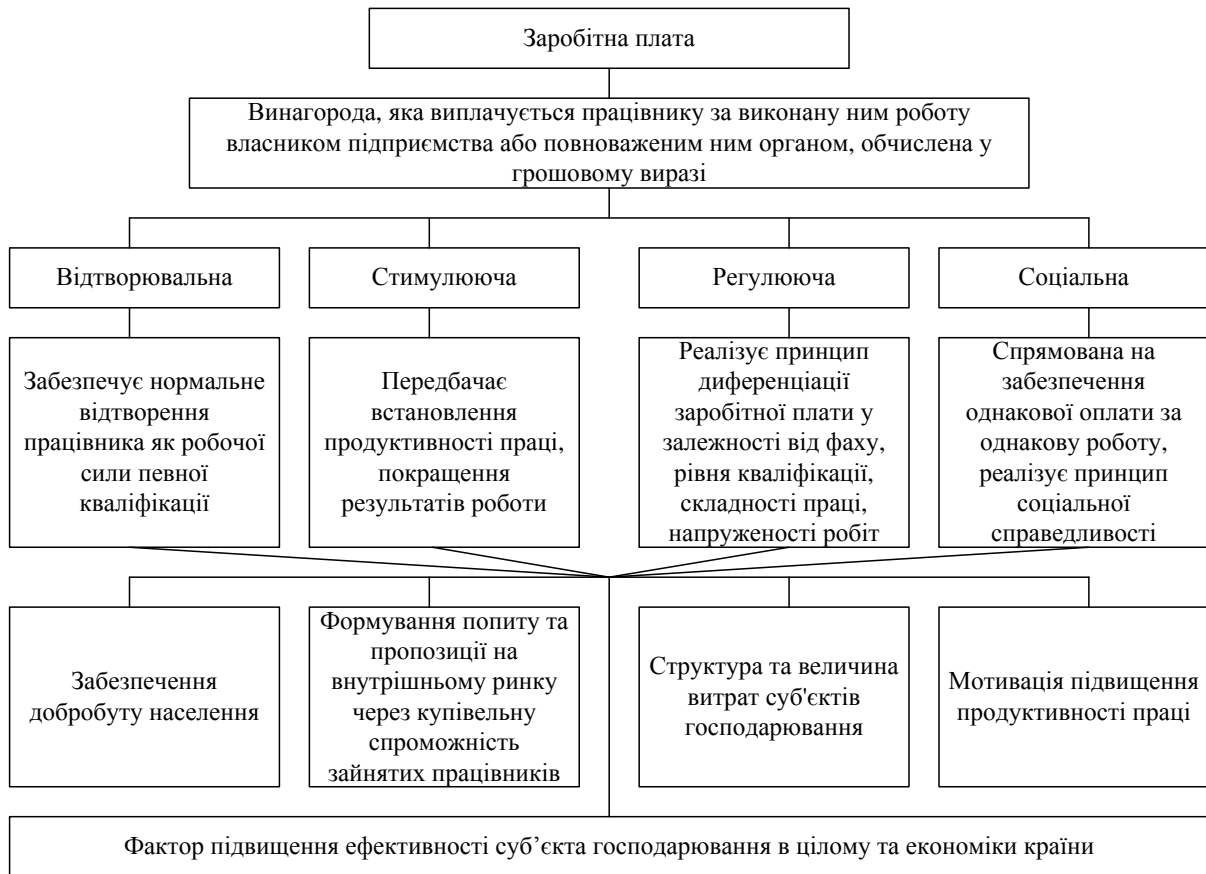 Заробітна плата
Винагорода, яка виплачується працівнику за виконану ним роботу
власником підприємства або повноваженим ним органом, обчислена у
грошовому виразі
Відтворювальна
Стимулююча
Регулююча
Соціальна
Забезпечує нормальне
відтворення
працівника як робочої
сили певної
кваліфікації
Передбачає
встановлення
продуктивності праці,
покращення
результатів роботи
Реалізує принцип
диференціації
заробітної плати у
залежності від фаху,
рівня кваліфікації,
складності праці,
напруженості робіт
Спрямована на
забезпечення
однакової оплати за
однакову роботу,
реалізує принцип
соціальної
справедливості
Забезпечення
добробуту населення
Формування попиту та
пропозиції на
внутрішньому ринку
через купівельну
спроможність
зайнятих працівників
Структура та величина
витрат суб'єктів
господарювання
Мотивація підвищення
продуктивності праці
Фактор підвищення ефективності суб’єкта господарювання в цілому та економіки країни